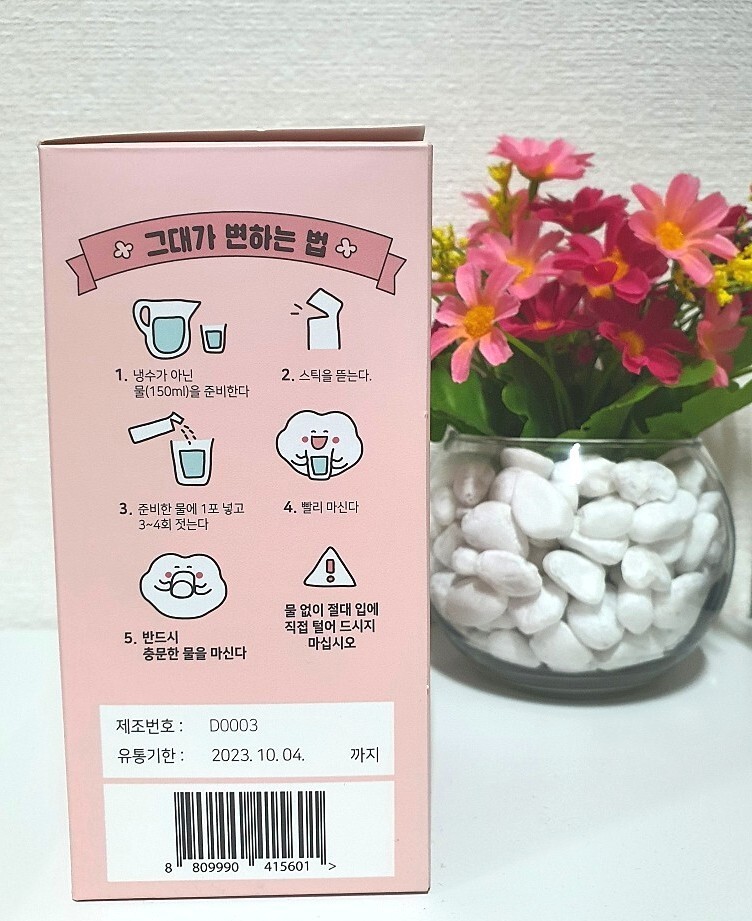 그대가 변하는 법
1. 냉수가 아닌
물(150ml)을 준비한다
2. 스틱을 뜯는다.
3. 준비한 물에 1포 넣고
3~4회 젓는다
4. 빨리 마신다
5. 반드시
충문한 물을 마신다
물 없이 절대 입에
직접 털어 드시지
마십시오
제조번호 : D0003
유통기한 : 2023. 10. 04. 까지
8 809990 415601 >